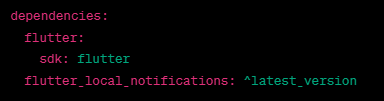 dependencies:
  flutter:
    sdk: flutter
  flutter_local_notifications: ^latest_version